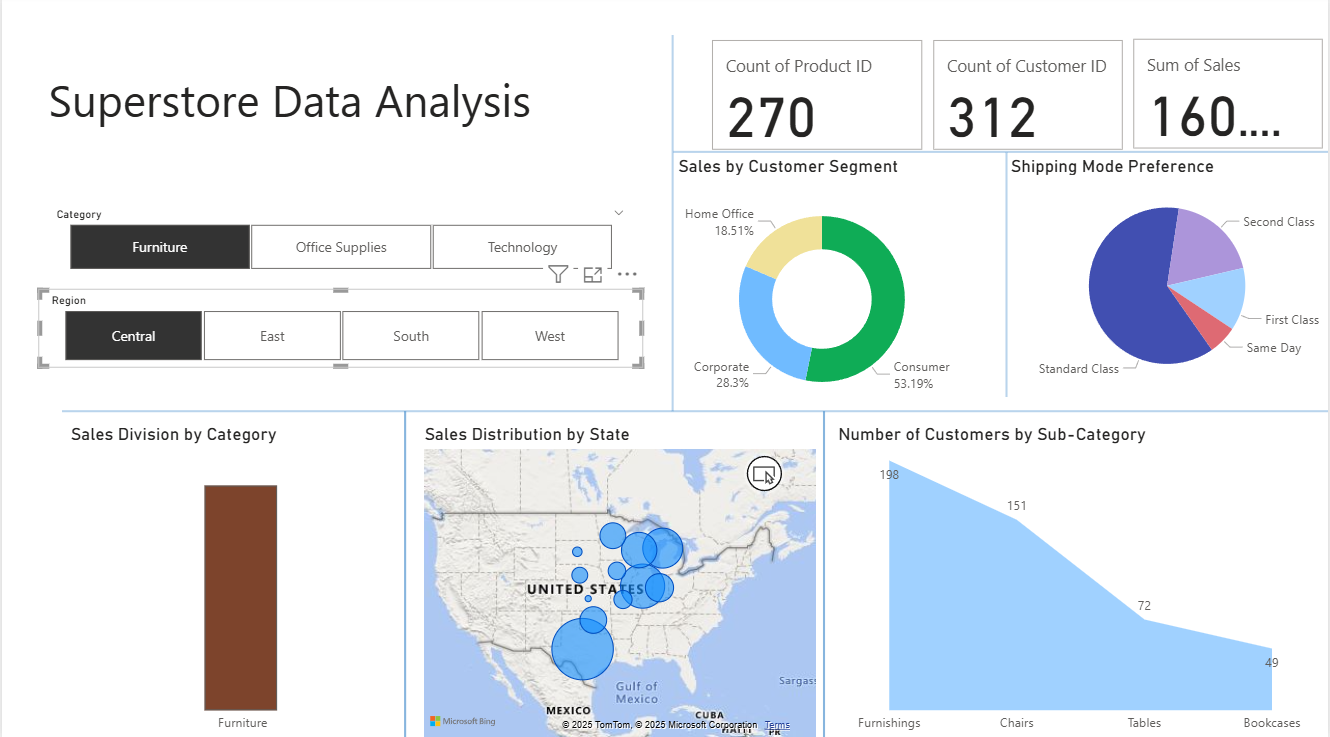 Superstore Data Analysis
Count of Product ID
270
Count of Customer ID
312
Sum of Sales
160....
Category
Furniture
Office Supplies
Technology
Region
Central
East
South
West
Sales by Customer Segment
Home Office
18.51%
Corporate
28.3%
Consumer
53.19%
Shipping Mode Preference
Second Class
First Class
Same Day
Standard Class
Sales Division by Category
Furniture
Sales Distribution by State
UNITED STATES
Gulf of
Mexico
Sargass
MEXICO
CUBA
HAITI
PR
Microsoft Bing
© 2025 TomTom, © 2025 Microsoft Corporation
Terms
Number of Customers by Sub-Category
198
151
72
49
Furnishings
Chairs
Tables
Bookcases